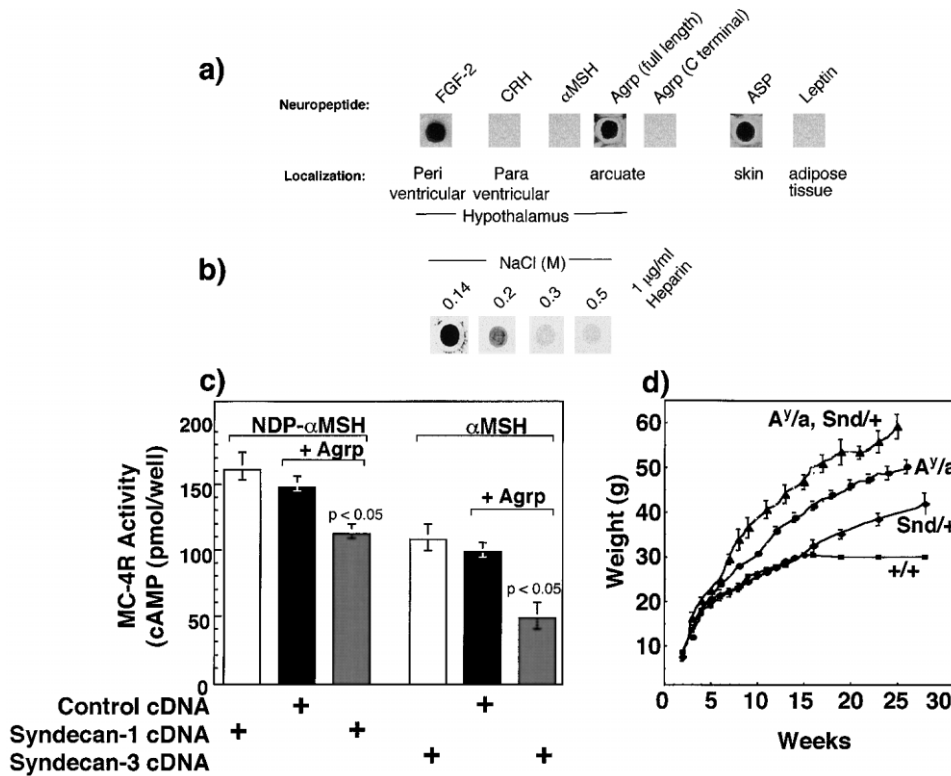 a)
FGF-2 CRH αMSH Agrp (full length) Agrp (C terminal) ASP Leptin
Neuropeptide:
Localization: Peri ventricular Para ventricular arcuate skin adipose tissue
Hypothalamus
b)
NaCl (M)
0.14 0.2 0.3 0.5 1 µg/ml Heparin
c)
MC-4R Activity
(cAMP (pmol/well)
200
150
100
50
0
NDP-αMSH αMSH
+ Agrp
+ Agrp
p < 0.05
p < 0.05
Control cDNA + +
Syndecan-1 cDNA + +
Syndecan-3 cDNA + +
d)
Weight (g)
60
50
40
30
20
10
Aʸ/a, Snd/+
Aʸ/a
Snd/+
+/+
0 5 10 15 20 25 30
Weeks